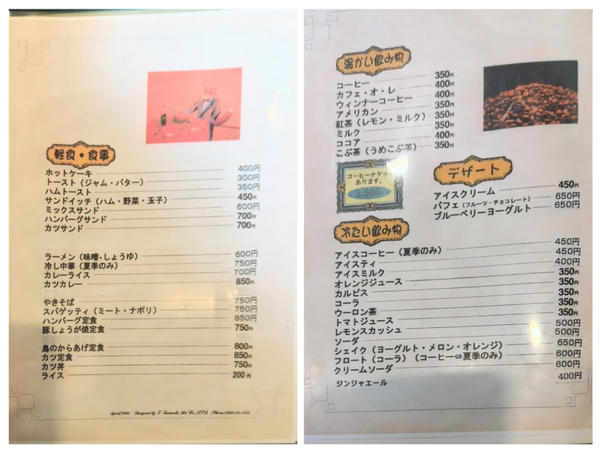 軽食・食事
ホットケーキ 400円
トースト（ジャム・バター） 300円
ハムトースト 350円
サンドイッチ（ハム・野菜・玉子） 450円
ミックスサンド 600円
ハンバーグサンド 700円
カツサンド 700円
ラーメン（味噌・しょうゆ） 600円
冷し中華（夏季のみ） 750円
カレーライス 700円
カツカレー 850円
やきそば 750円
スパゲッティ（ミート・ナポリ） 750円
ハンバーグ定食 850円
豚しょうが焼定食 750円
鳥のからあげ定食 800円
カツ定食 850円
カツ丼 750円
ライス 200円
温かい飲み物
コーヒー 350円
カフェ・オ・レ 400円
ウィンナーコーヒー 400円
アメリカン 350円
紅茶（レモン・ミルク） 350円
ミルク 350円
ココア 400円
こぶ茶（うめこぶ茶） 350円
コーヒーチケット
あります。
デザート
アイスクリーム 450円
パフェ（フルーツ・チョコレート） 650円
ブルーベリーヨーグルト 650円
冷たい飲み物
アイスコーヒー（夏季のみ） 450円
アイスティ 450円
アイスミルク 400円
オレンジジュース 350円
カルピス 350円
コーラ 350円
ウーロン茶 350円
トマトジュース 350円
レモンスカッシュ 500円
ソーダ 500円
シェイク（ヨーグルト・メロン・オレンジ） 650円
フロート（コーラ）（コーヒー⇔夏季のみ） 600円
クリームソーダ 600円
ジンジャエール 400円